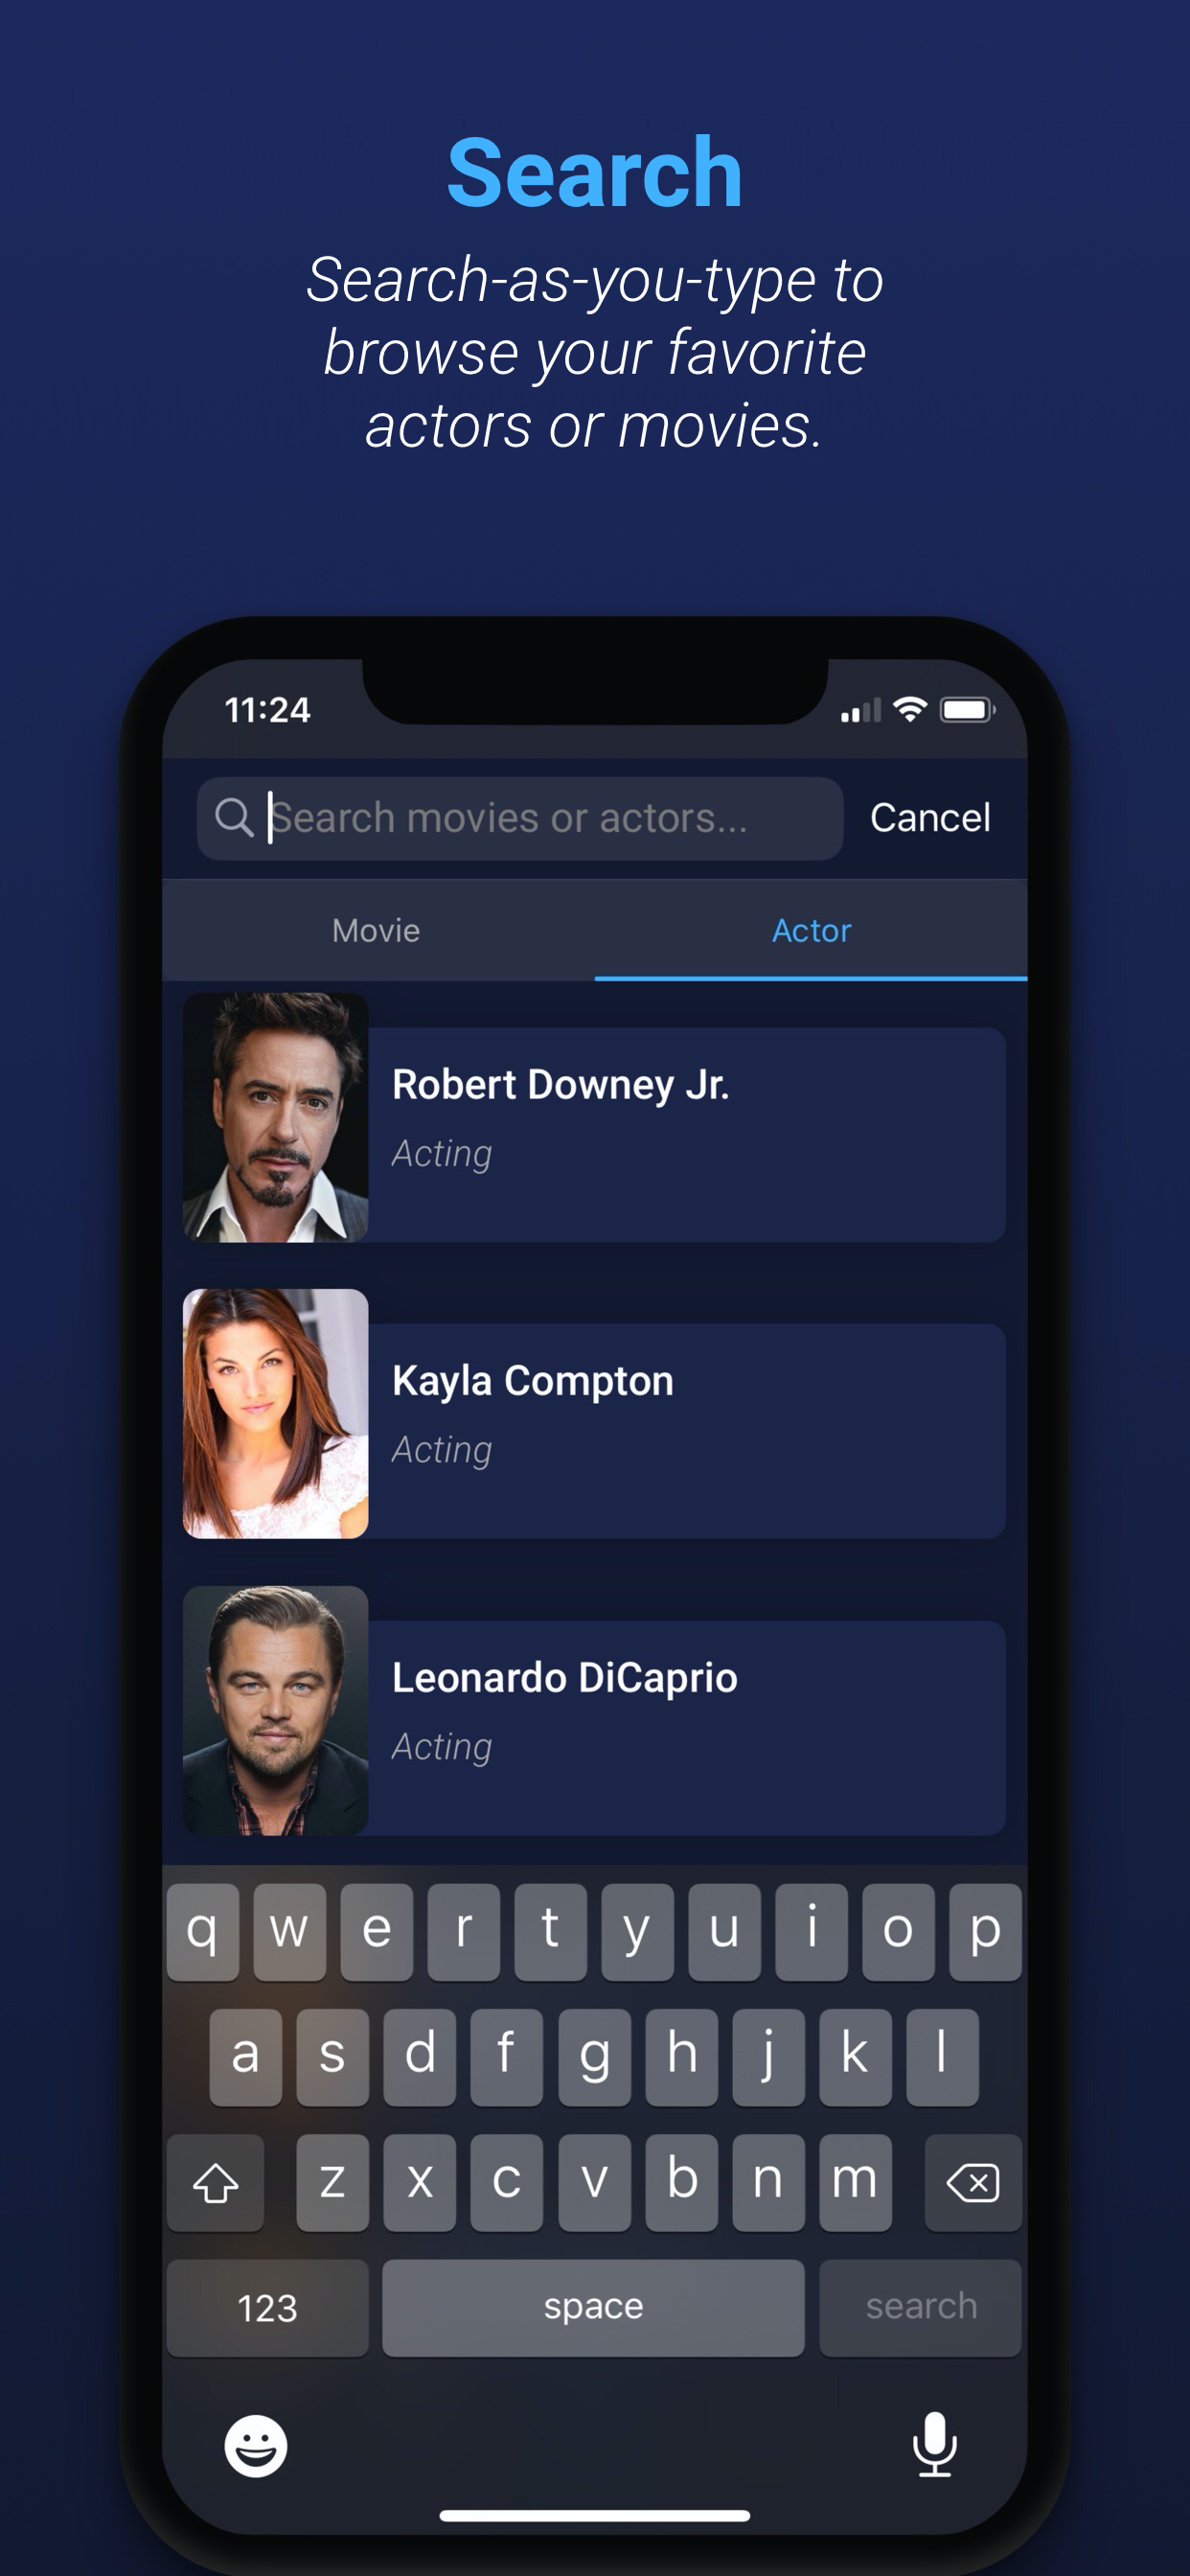 Search
Search-as-you-type to
browse your favorite
actors or movies.
11:24
Search movies or actors...
Cancel
Movie
Actor
Robert Downey Jr.
Acting
Kayla Compton
Acting
Leonardo DiCaprio
Acting
q w e r t y u i o p
a s d f g h j k l
z x c v b n m
123 space search